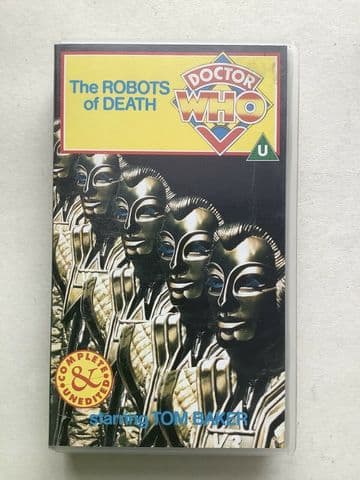 The ROBOTS
of DEATH
DOCTOR
WHO
U
COMPLETE
&
UNEDITED
starring TOM BAKER